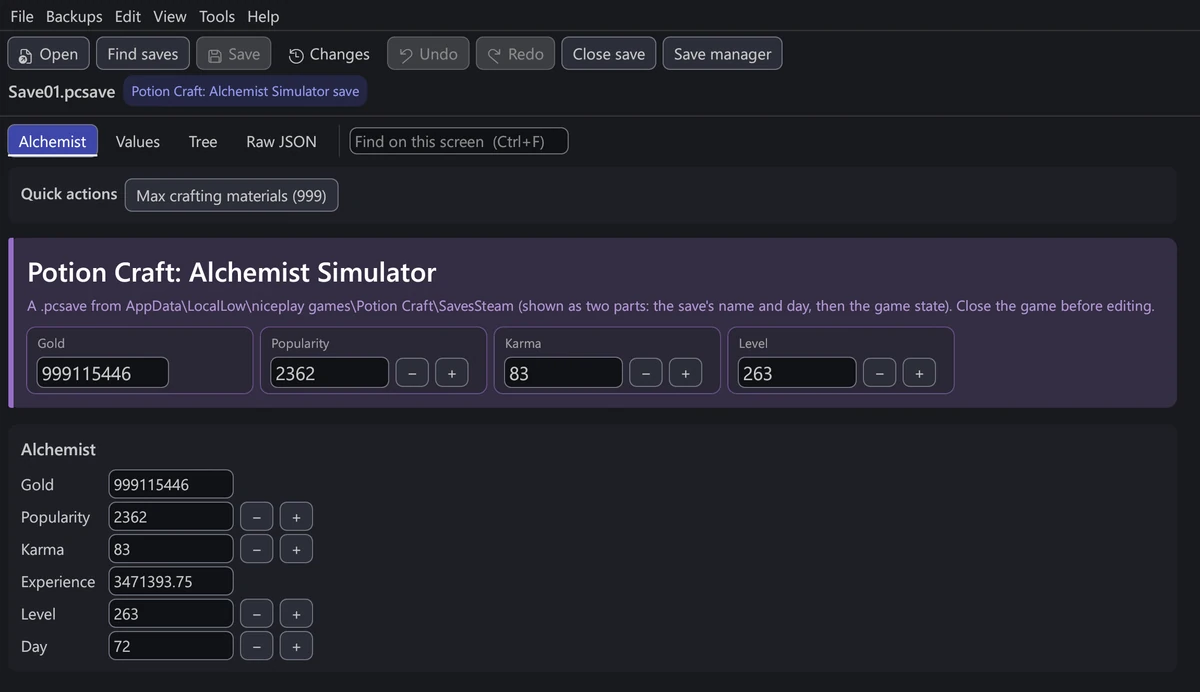 File Backups Edit View Tools Help
Open Find saves Save Changes Undo Redo Close save Save manager
Save01.pcsave Potion Craft: Alchemist Simulator save
Alchemist Values Tree Raw JSON Find on this screen (Ctrl+F)
Quick actions Max crafting materials (999)
Potion Craft: Alchemist Simulator
A .pcsave from AppData\LocalLow\niceplay games\Potion Craft\SavesSteam (shown as two parts: the save's name and day, then the game state). Close the game before editing.
Gold Popularity Karma Level
999115446 2362 − + 83 − + 263 − +
Alchemist
Gold 999115446
Popularity 2362 − +
Karma 83 − +
Experience 3471393.75
Level 263 − +
Day 72 − +